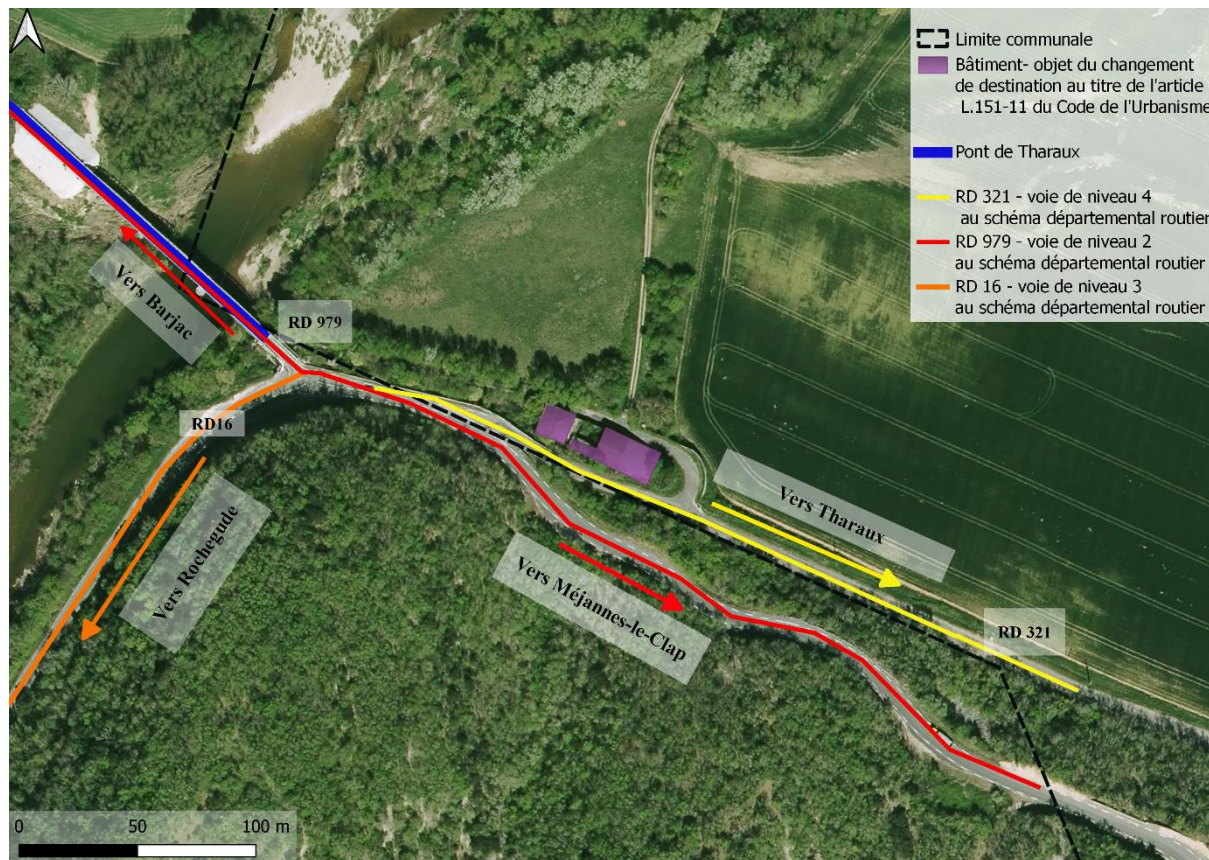 Limite communale
Bâtiment- objet du changement
de destination au titre de l'article
L.151-11 du Code de l'Urbanisme
Pont de Tharaux
RD 321 - voie de niveau 4
au schéma départemental routier
RD 979 - voie de niveau 2
au schéma départemental routier
RD 16 - voie de niveau 3
au schéma départemental routier
Vers Barjac
RD 979
RD16
Vers Rochegude
Vers Tharaux
Vers Méjannes-le-Clap
RD 321
0 50 100 m